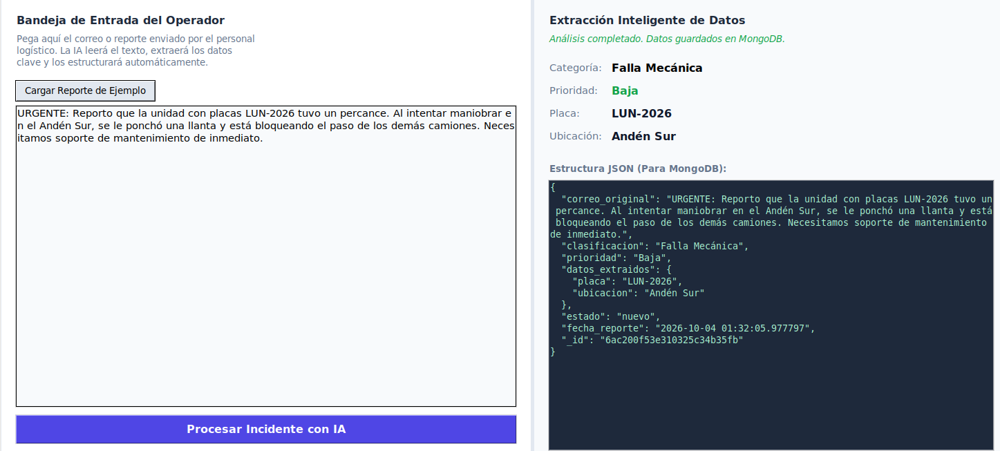 Bandeja de Entrada del Operador
Pega aquí el correo o reporte enviado por el personal
logístico. La IA leerá el texto, extraerá los datos
clave y los estructurará automáticamente.
Cargar Reporte de Ejemplo
URGENTE: Reporto que la unidad con placas LUN-2026 tuvo un percance. Al intentar maniobrar e
n el Andén Sur, se le ponchó una llanta y está bloqueando el paso de los demás camiones. Neces
itamos soporte de mantenimiento de inmediato.
Procesar Incidente con IA
Extracción Inteligente de Datos
Análisis completado. Datos guardados en MongoDB.
Categoría: Falla Mecánica
Prioridad: Baja
Placa: LUN-2026
Ubicación: Andén Sur
Estructura JSON (Para MongoDB):
{
  "correo_original": "URGENTE: Reporto que la unidad con placas LUN-2026 tuvo un
 percance. Al intentar maniobrar en el Andén Sur, se le ponchó una llanta y está
 bloqueando el paso de los demás camiones. Necesitamos soporte de mantenimiento
de inmediato.",
  "clasificacion": "Falla Mecánica",
  "prioridad": "Baja",
  "datos_extraidos": {
    "placa": "LUN-2026",
    "ubicacion": "Andén Sur"
  },
  "estado": "nuevo",
  "fecha_reporte": "2026-10-04 01:32:05.977797",
  "_id": "6ac200f53e310325c34b35fb"
}